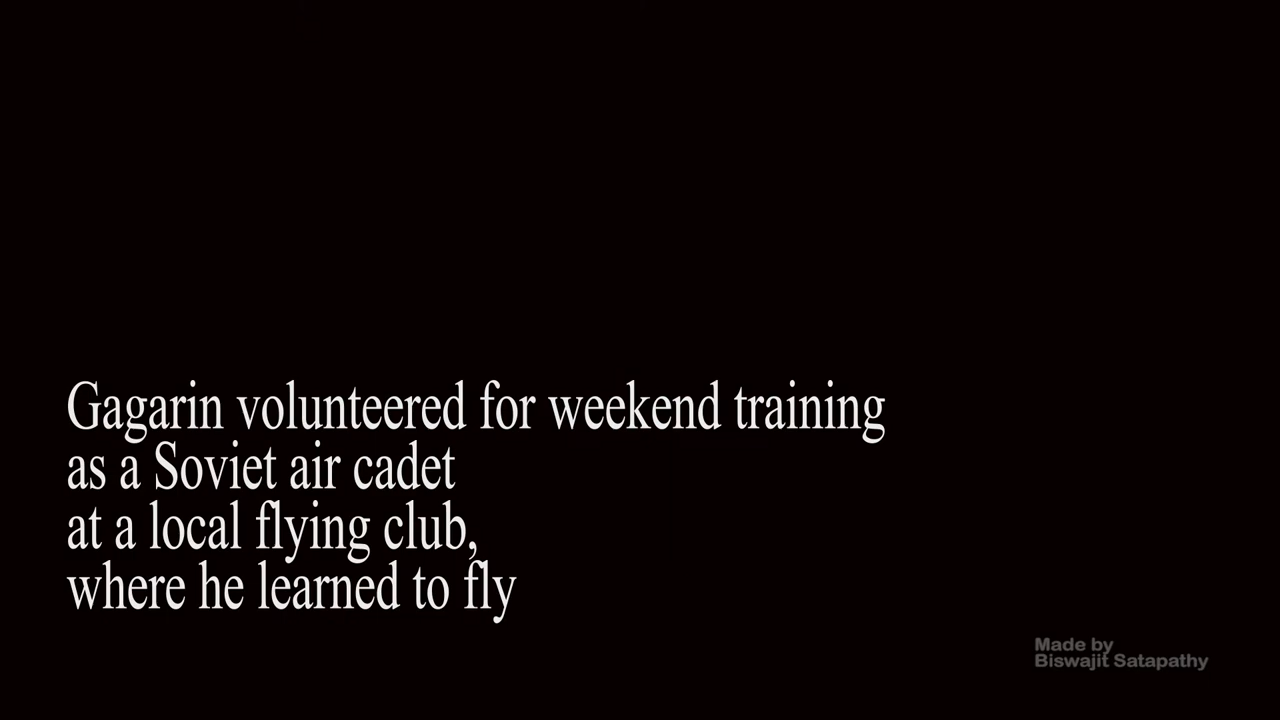 Gagarin volunteered for weekend training
as a Soviet air cadet
at a local flying club,
where he learned to fly
Made by
Biswajit Satapathy